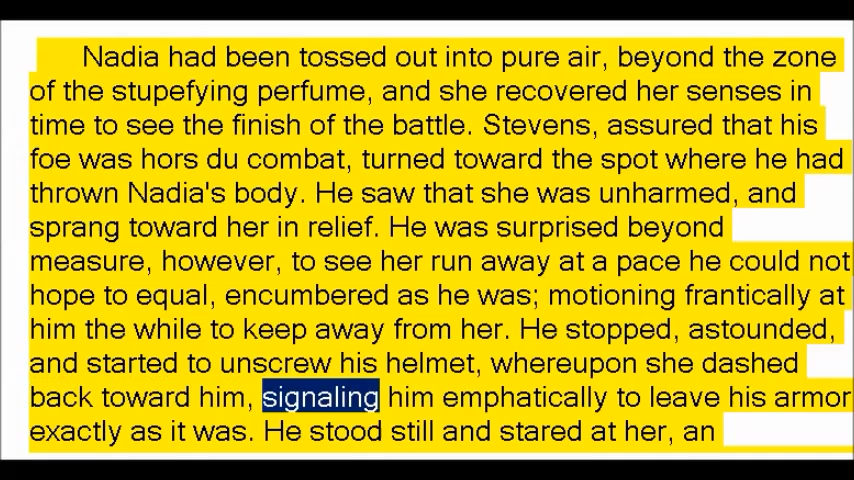 Nadia had been tossed out into pure air, beyond the zone
of the stupefying perfume, and she recovered her senses in
time to see the finish of the battle. Stevens, assured that his
foe was hors du combat, turned toward the spot where he had
thrown Nadia's body. He saw that she was unharmed, and
sprang toward her in relief. He was surprised beyond
measure, however, to see her run away at a pace he could not
hope to equal, encumbered as he was; motioning frantically at
him the while to keep away from her. He stopped, astounded,
and started to unscrew his helmet, whereupon she dashed
back toward him, signaling him emphatically to leave his armor
exactly as it was. He stood still and stared at her, an